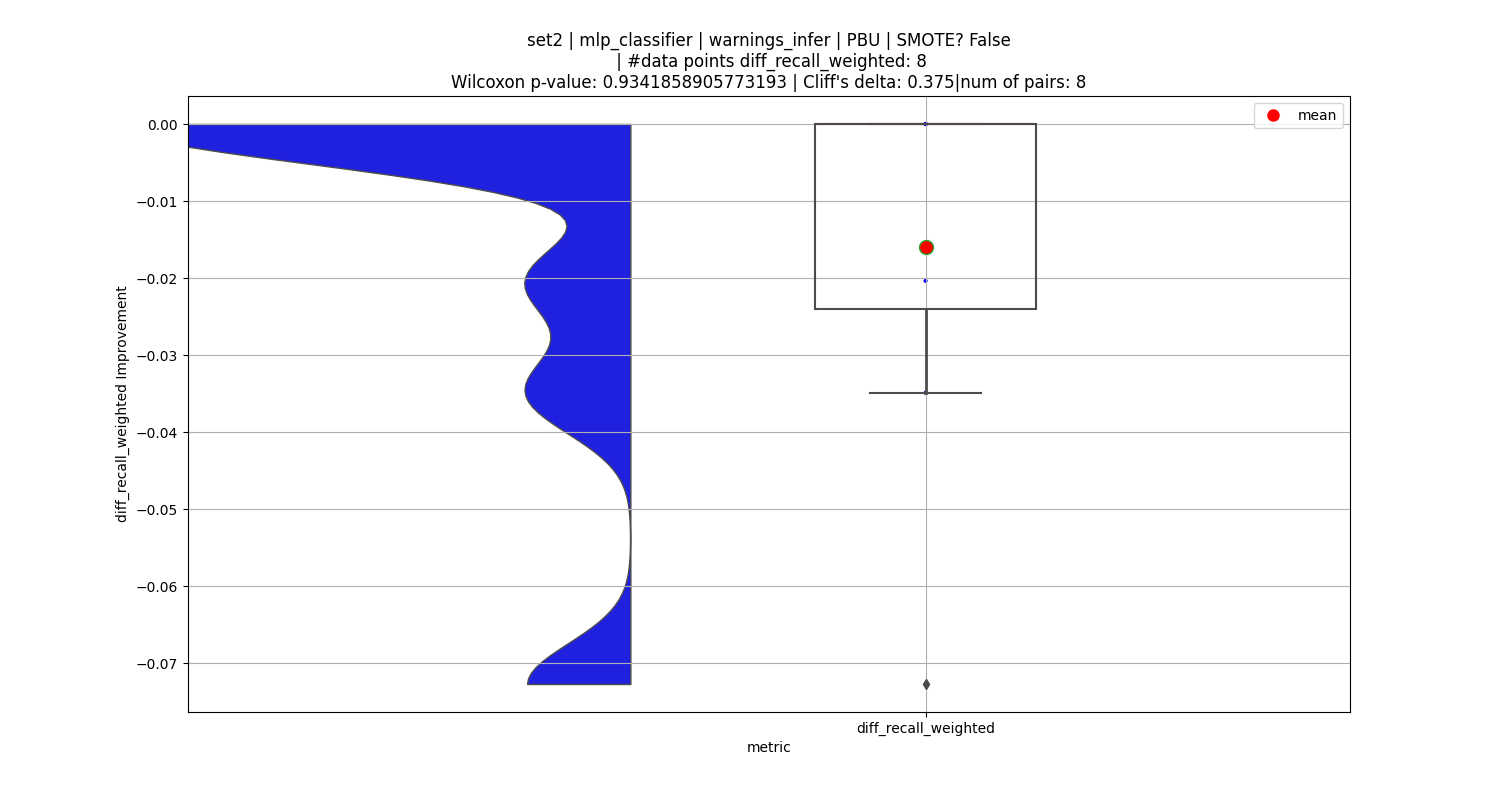 set2 | mlp_classifier | warnings_infer | PBU | SMOTE? False
| #data points diff_recall_weighted: 8
Wilcoxon p-value: 0.9341858905773193 | Cliff's delta: 0.375|num of pairs: 8
mean
0.00
−0.01
−0.02
−0.03
−0.04
−0.05
−0.06
−0.07
diff_recall_weighted Improvement
diff_recall_weighted
metric